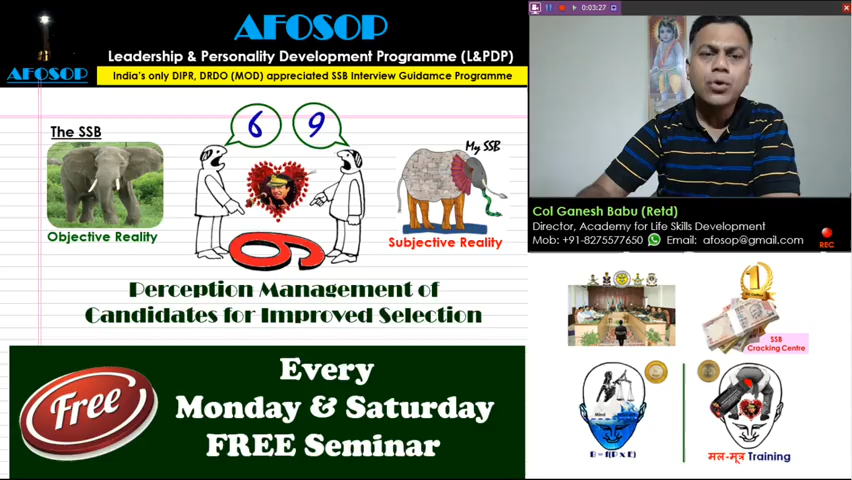 AFOSOP
AFOSOP
Leadership & Personality Development Programme (L&PDP)
India's only DIPR, DRDO (MOD) appreciated SSB Interview Guidamce Programme
The SSB
6
9
My SSB
Objective Reality
Subjective Reality
Perception Management of
Candidates for Improved Selection
Free
Every
Monday & Saturday
FREE Seminar
0:03:27
Col Ganesh Babu (Retd)
Director, Academy for Life Skills Development
Mob: +91-8275577650 Email: afosop@gmail.com
REC
1
SSB
Cracking Centre
Mind
B = f(P x E)
मल-मूत्र Training